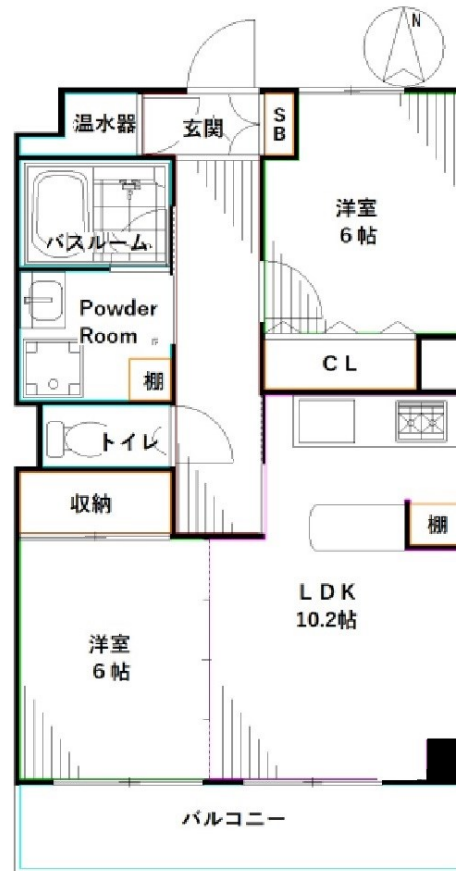 N
温水器
玄関
SB
洋室
6帖
バスルーム
Powder
Room
棚
CL
トイレ
収納
棚
LDK
10.2帖
洋室
6帖
バルコニー